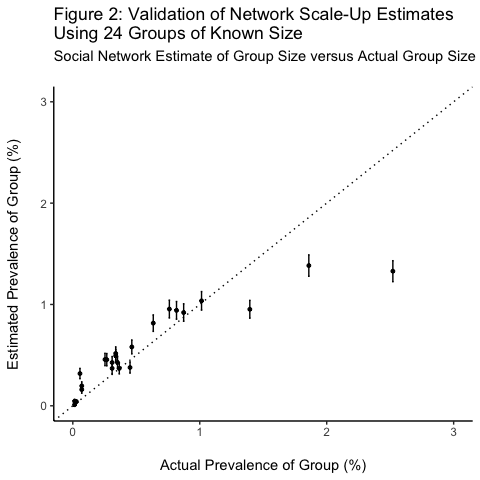 Figure 2: Validation of Network Scale-Up Estimates
Using 24 Groups of Known Size
Social Network Estimate of Group Size versus Actual Group Size
3
2
1
0
Estimated Prevalence of Group (%)
0 1 2 3
Actual Prevalence of Group (%)